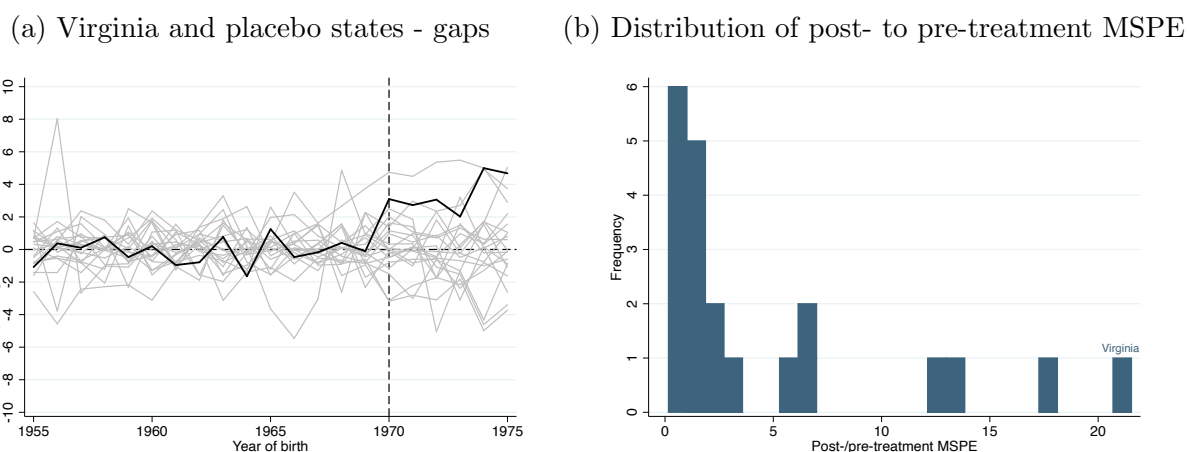 (a) Virginia and placebo states - gaps
10
8
6
4
2
0
-2
-4
-6
-8
-10
1955 1960 1965 1970 1975
Year of birth
(b) Distribution of post- to pre-treatment MSPE
Frequency
6
5
4
3
2
1
0
Virginia
0 5 10 15 20
Post-/pre-treatment MSPE